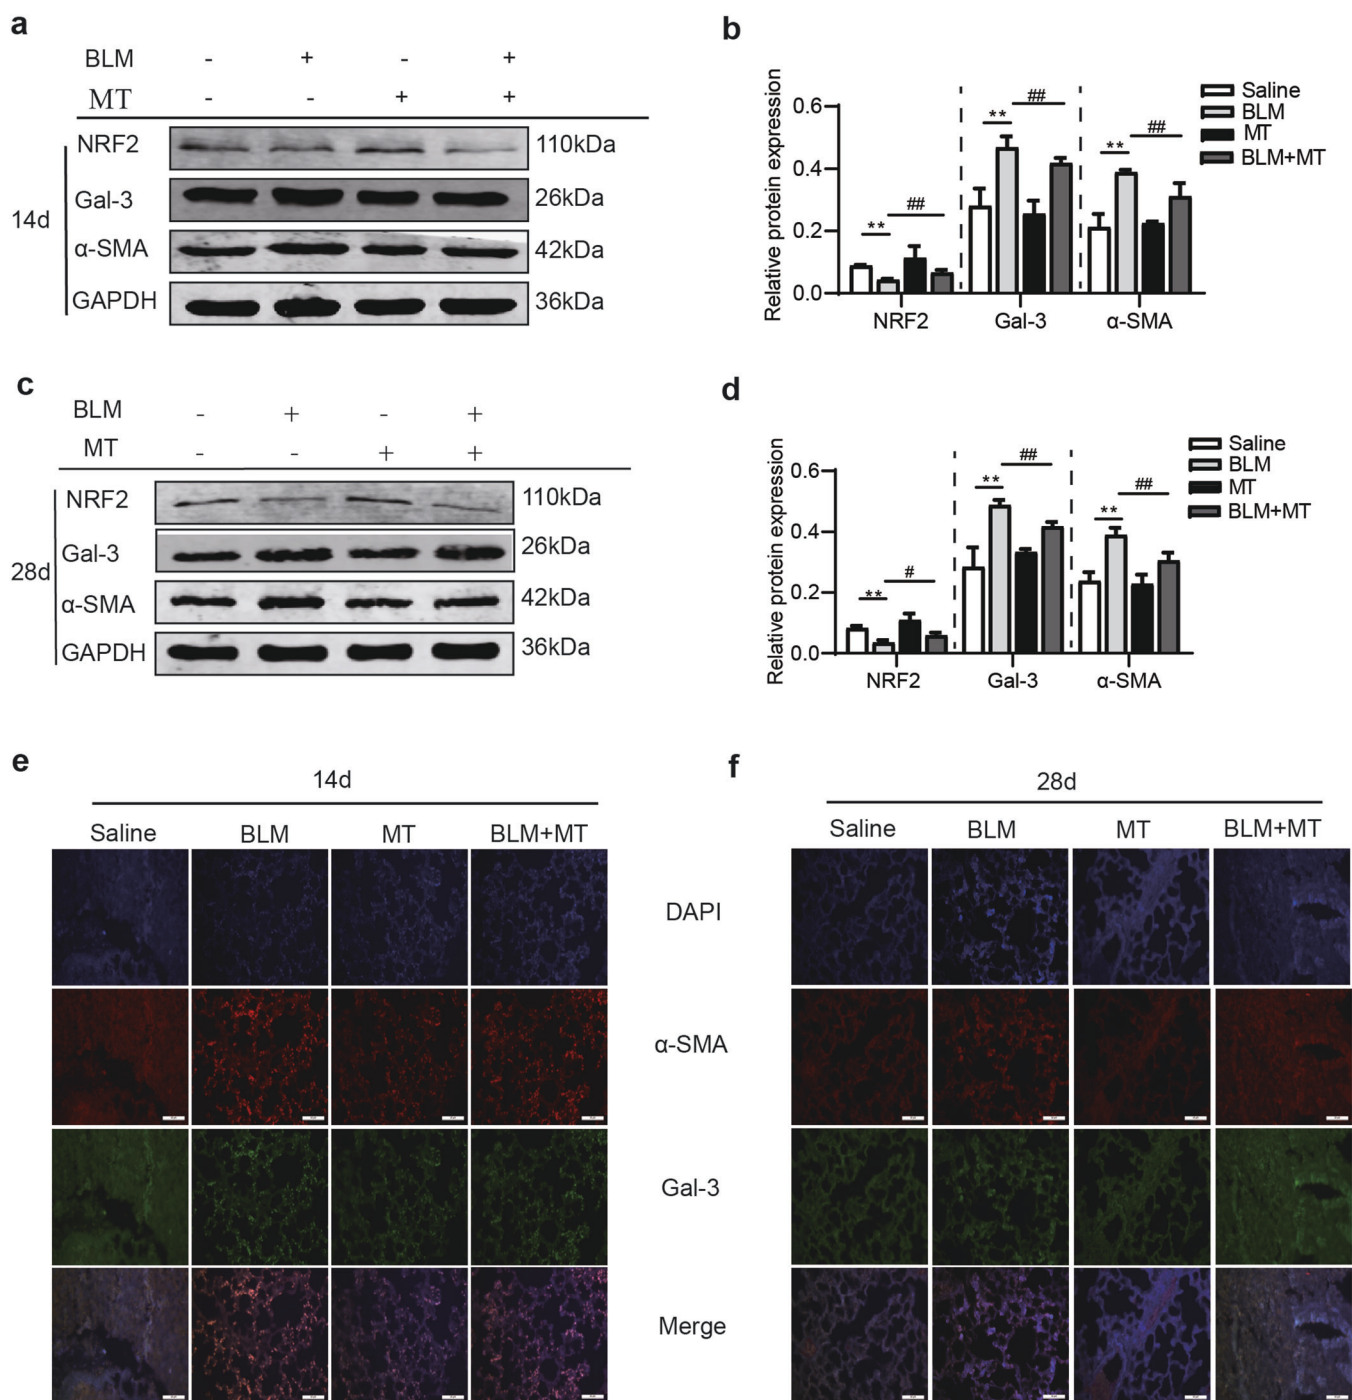 a
BLM - + - +
MT - - + +
NRF2 110kDa
Gal-3 26kDa
14d
α-SMA 42kDa
GAPDH 36kDa
b
Relative protein expression
0.6
0.4
0.2
0.0
** ## ** ## ** ##
NRF2 Gal-3 α-SMA
Saline
BLM
MT
BLM+MT
c
BLM - + - +
MT - - + +
NRF2 110kDa
Gal-3 26kDa
28d
α-SMA 42kDa
GAPDH 36kDa
d
Relative protein expression
0.6
0.4
0.2
0.0
** # ** ## ** ##
NRF2 Gal-3 α-SMA
Saline
BLM
MT
BLM+MT
e
14d
Saline BLM MT BLM+MT
f
28d
Saline BLM MT BLM+MT
DAPI
α-SMA
Gal-3
Merge